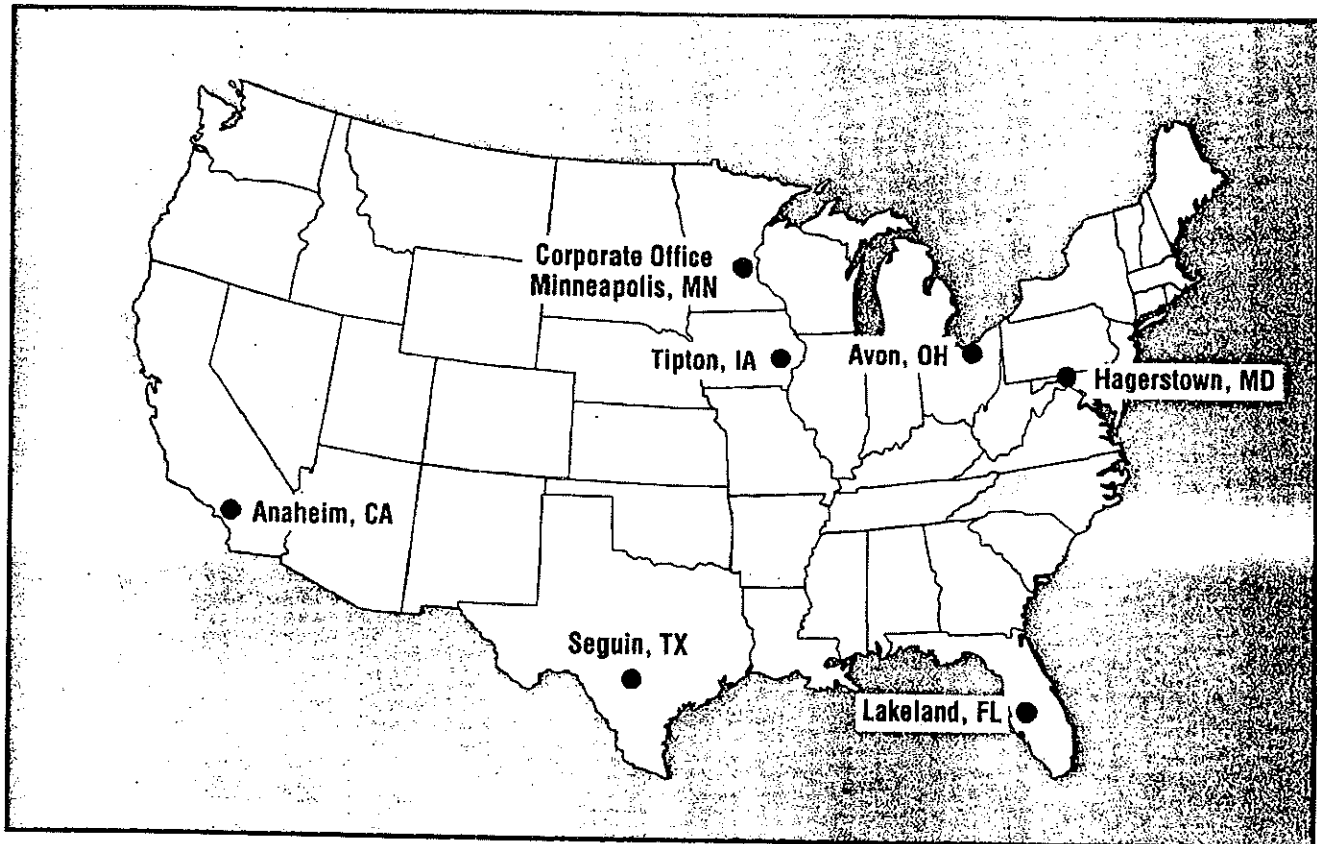 Corporate Office
Minneapolis, MN
Tipton, IA
Avon, OH
Hagerstown, MD
Anaheim, CA
Seguin, TX
Lakeland, FL